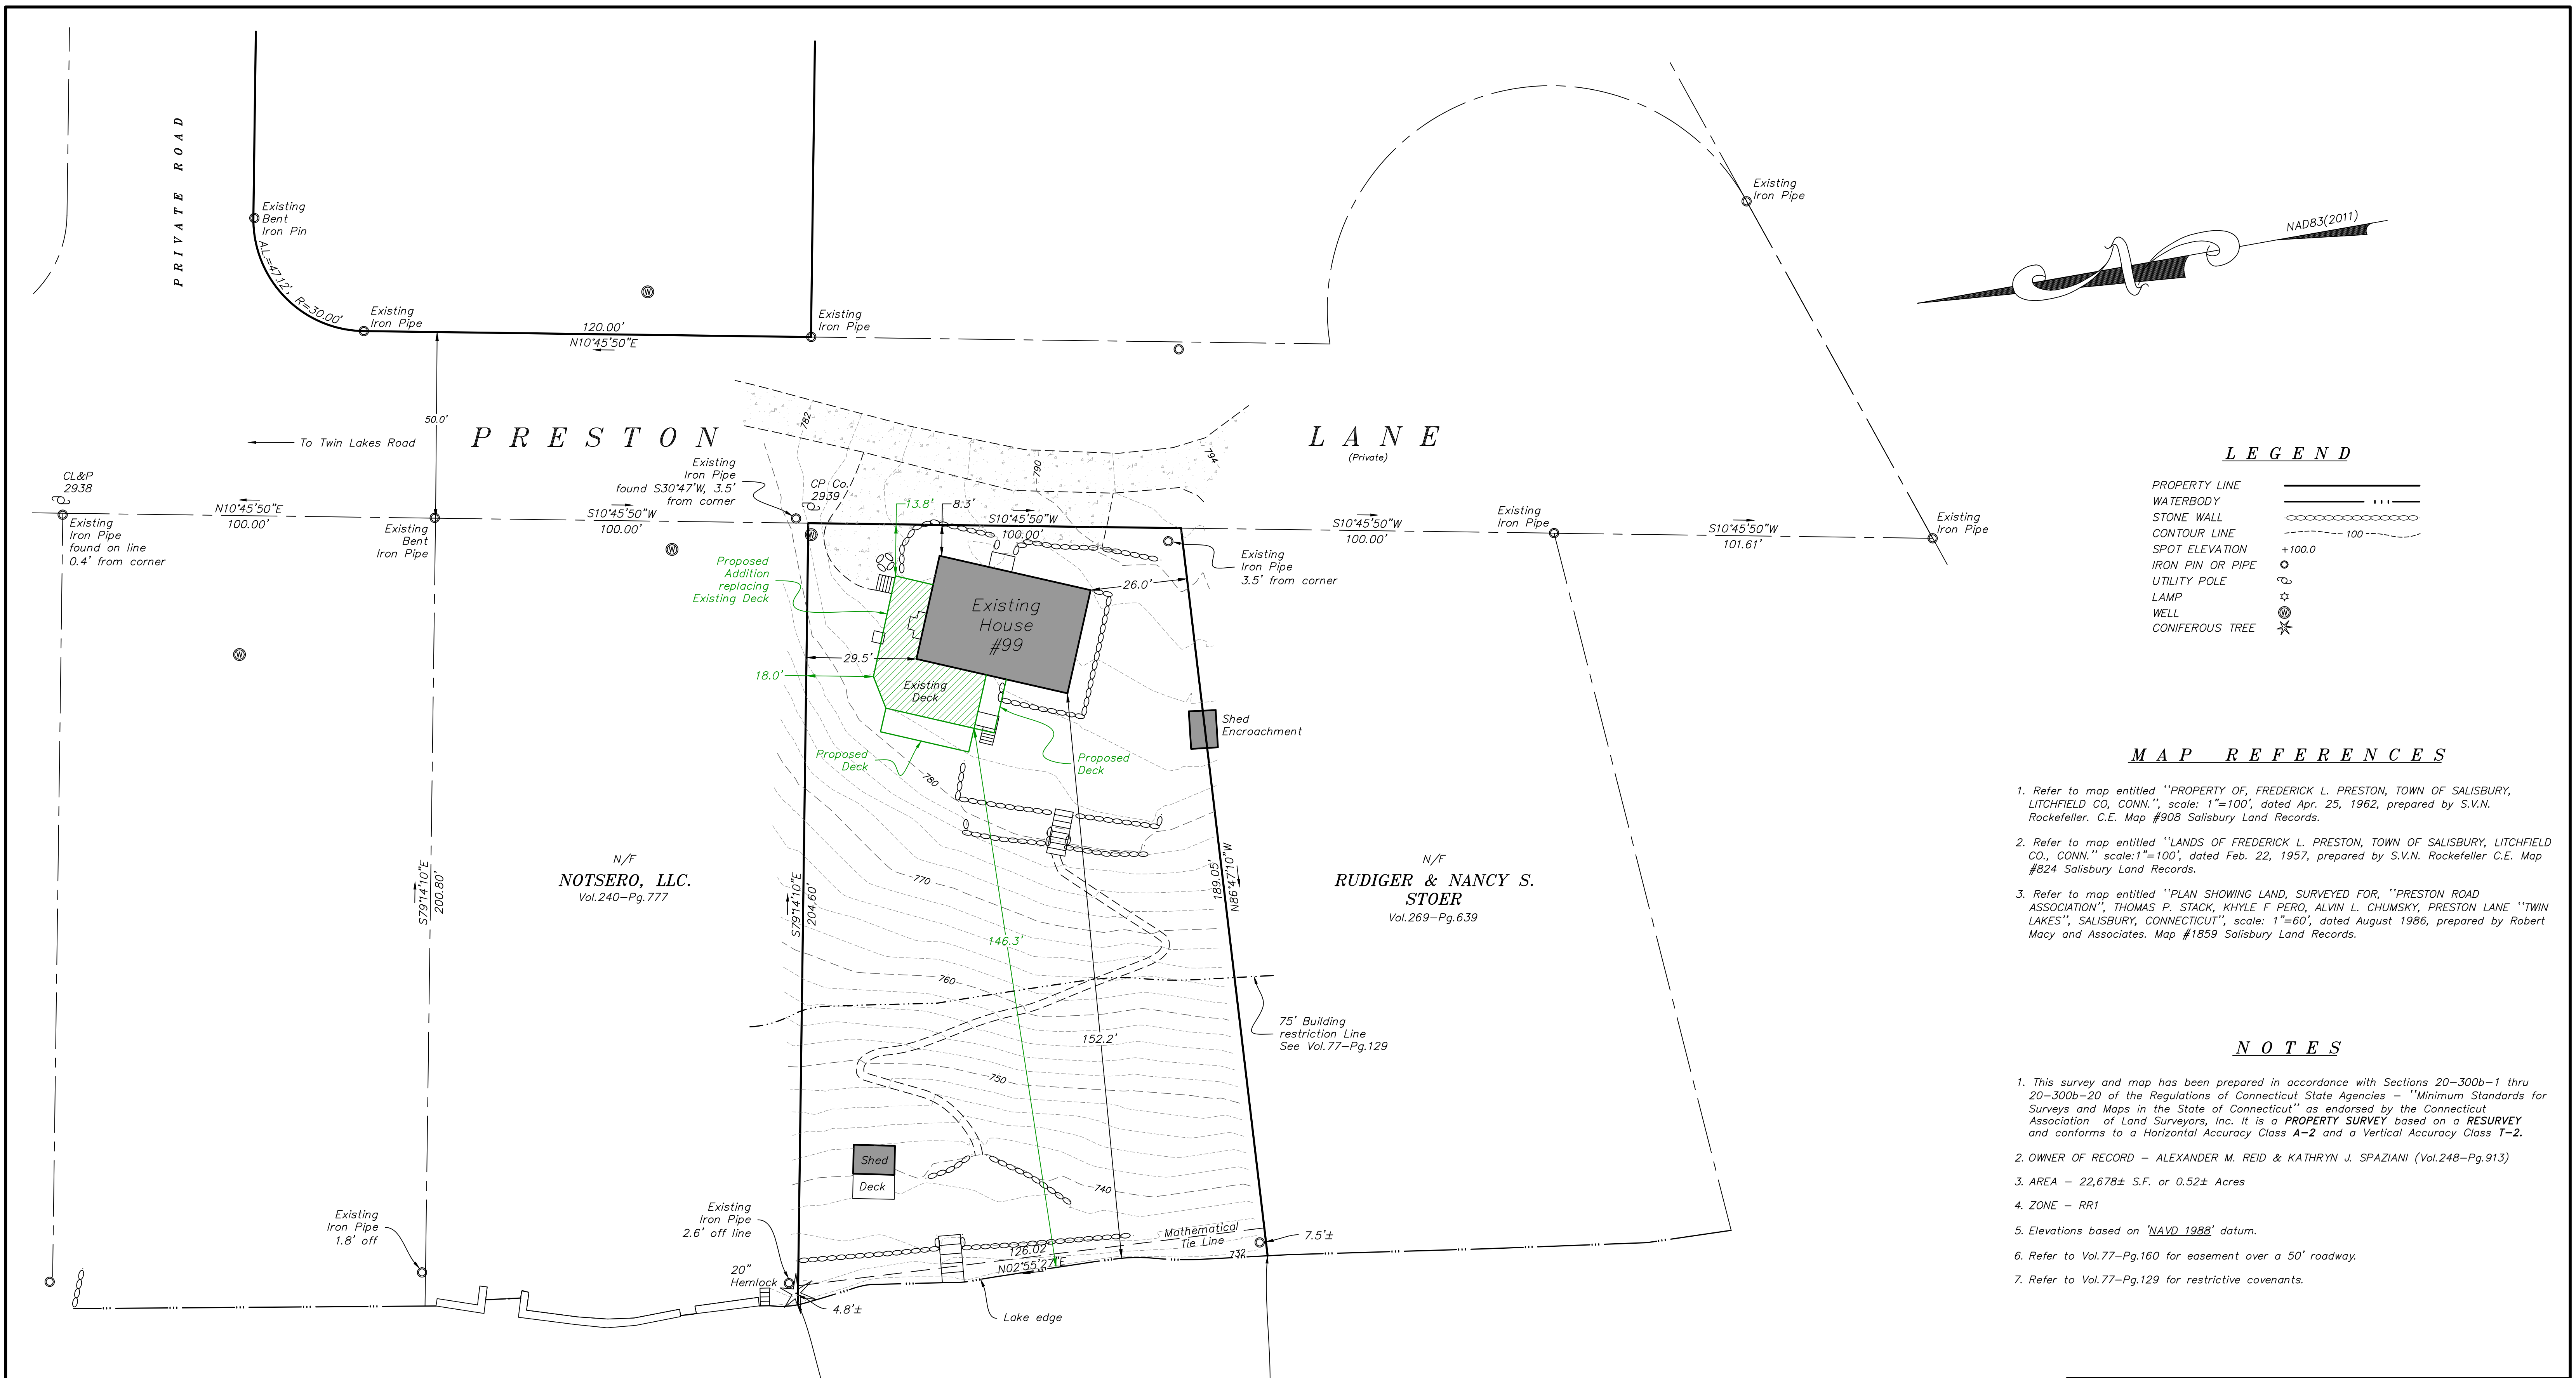 PRIVATE ROAD
Existing
Bent
Iron Pin
A.L.=47.12', R=30.00'
Existing
Iron Pipe
120.00'
N10°45'50"E
Existing
Iron Pipe
Existing
Iron Pipe
NAD83(2011)
N
50.0'
To Twin Lakes Road
PRESTON LANE
(Private)
782
790
794
CL&P
2938
Existing
Iron Pipe
found on line
0.4' from corner
N10°45'50"E
100.00'
Existing
Bent
Iron Pipe
S10°45'50"W
100.00'
Existing
Iron Pipe
found S30°47'W, 3.5'
from corner
CP Co.
2939
13.8'
8.3'
S10°45'50"W
100.00'
Existing
Iron Pipe
3.5' from corner
S10°45'50"W
100.00'
Existing
Iron Pipe
S10°45'50"W
101.61'
Existing
Iron Pipe
W
W
W
W
Proposed
Addition
replacing
Existing Deck
Existing
House
#99
26.0'
29.5'
18.0'
Existing
Deck
Proposed
Deck
Proposed
Deck
Shed
Encroachment
780
770
760
750
740
732
S79°14'10"E
200.80'
N/F
NOTSERO, LLC.
Vol.240-Pg.777
S79°14'10"E
204.60'
146.3'
152.2'
189.05'
N86°47'10"W
N/F
RUDIGER & NANCY S.
STOER
Vol.269-Pg.639
75' Building
restriction Line
See Vol.77-Pg.129
Shed
Deck
Existing
Iron Pipe
1.8' off
Existing
Iron Pipe
2.6' off line
20"
Hemlock
4.8'±
126.02'
N02°55'27"E
Mathematical
Tie Line
7.5'±
Lake edge
LEGEND
PROPERTY LINE
WATERBODY
STONE WALL
CONTOUR LINE 100
SPOT ELEVATION +100.0
IRON PIN OR PIPE
UTILITY POLE
LAMP
WELL W
CONIFEROUS TREE
MAP REFERENCES
1. Refer to map entitled ''PROPERTY OF, FREDERICK L. PRESTON, TOWN OF SALISBURY,
LITCHFIELD CO, CONN.'', scale: 1"=100', dated Apr. 25, 1962, prepared by S.V.N.
Rockefeller. C.E. Map #908 Salisbury Land Records.
2. Refer to map entitled ''LANDS OF FREDERICK L. PRESTON, TOWN OF SALISBURY, LITCHFIELD
CO., CONN.'' scale:1"=100', dated Feb. 22, 1957, prepared by S.V.N. Rockefeller C.E. Map
#824 Salisbury Land Records.
3. Refer to map entitled ''PLAN SHOWING LAND, SURVEYED FOR, ''PRESTON ROAD
ASSOCIATION'', THOMAS P. STACK, KHYLE F PERO, ALVIN L. CHUMSKY, PRESTON LANE ''TWIN
LAKES'', SALISBURY, CONNECTICUT'', scale: 1"=60', dated August 1986, prepared by Robert
Macy and Associates. Map #1859 Salisbury Land Records.
NOTES
1. This survey and map has been prepared in accordance with Sections 20-300b-1 thru
20-300b-20 of the Regulations of Connecticut State Agencies - ''Minimum Standards for
Surveys and Maps in the State of Connecticut'' as endorsed by the Connecticut
Association of Land Surveyors, Inc. It is a PROPERTY SURVEY based on a RESURVEY
and conforms to a Horizontal Accuracy Class A-2 and a Vertical Accuracy Class T-2.
2. OWNER OF RECORD - ALEXANDER M. REID & KATHRYN J. SPAZIANI (Vol.248-Pg.913)
3. AREA - 22,678± S.F. or 0.52± Acres
4. ZONE - RR1
5. Elevations based on 'NAVD 1988' datum.
6. Refer to Vol.77-Pg.160 for easement over a 50' roadway.
7. Refer to Vol.77-Pg.129 for restrictive covenants.